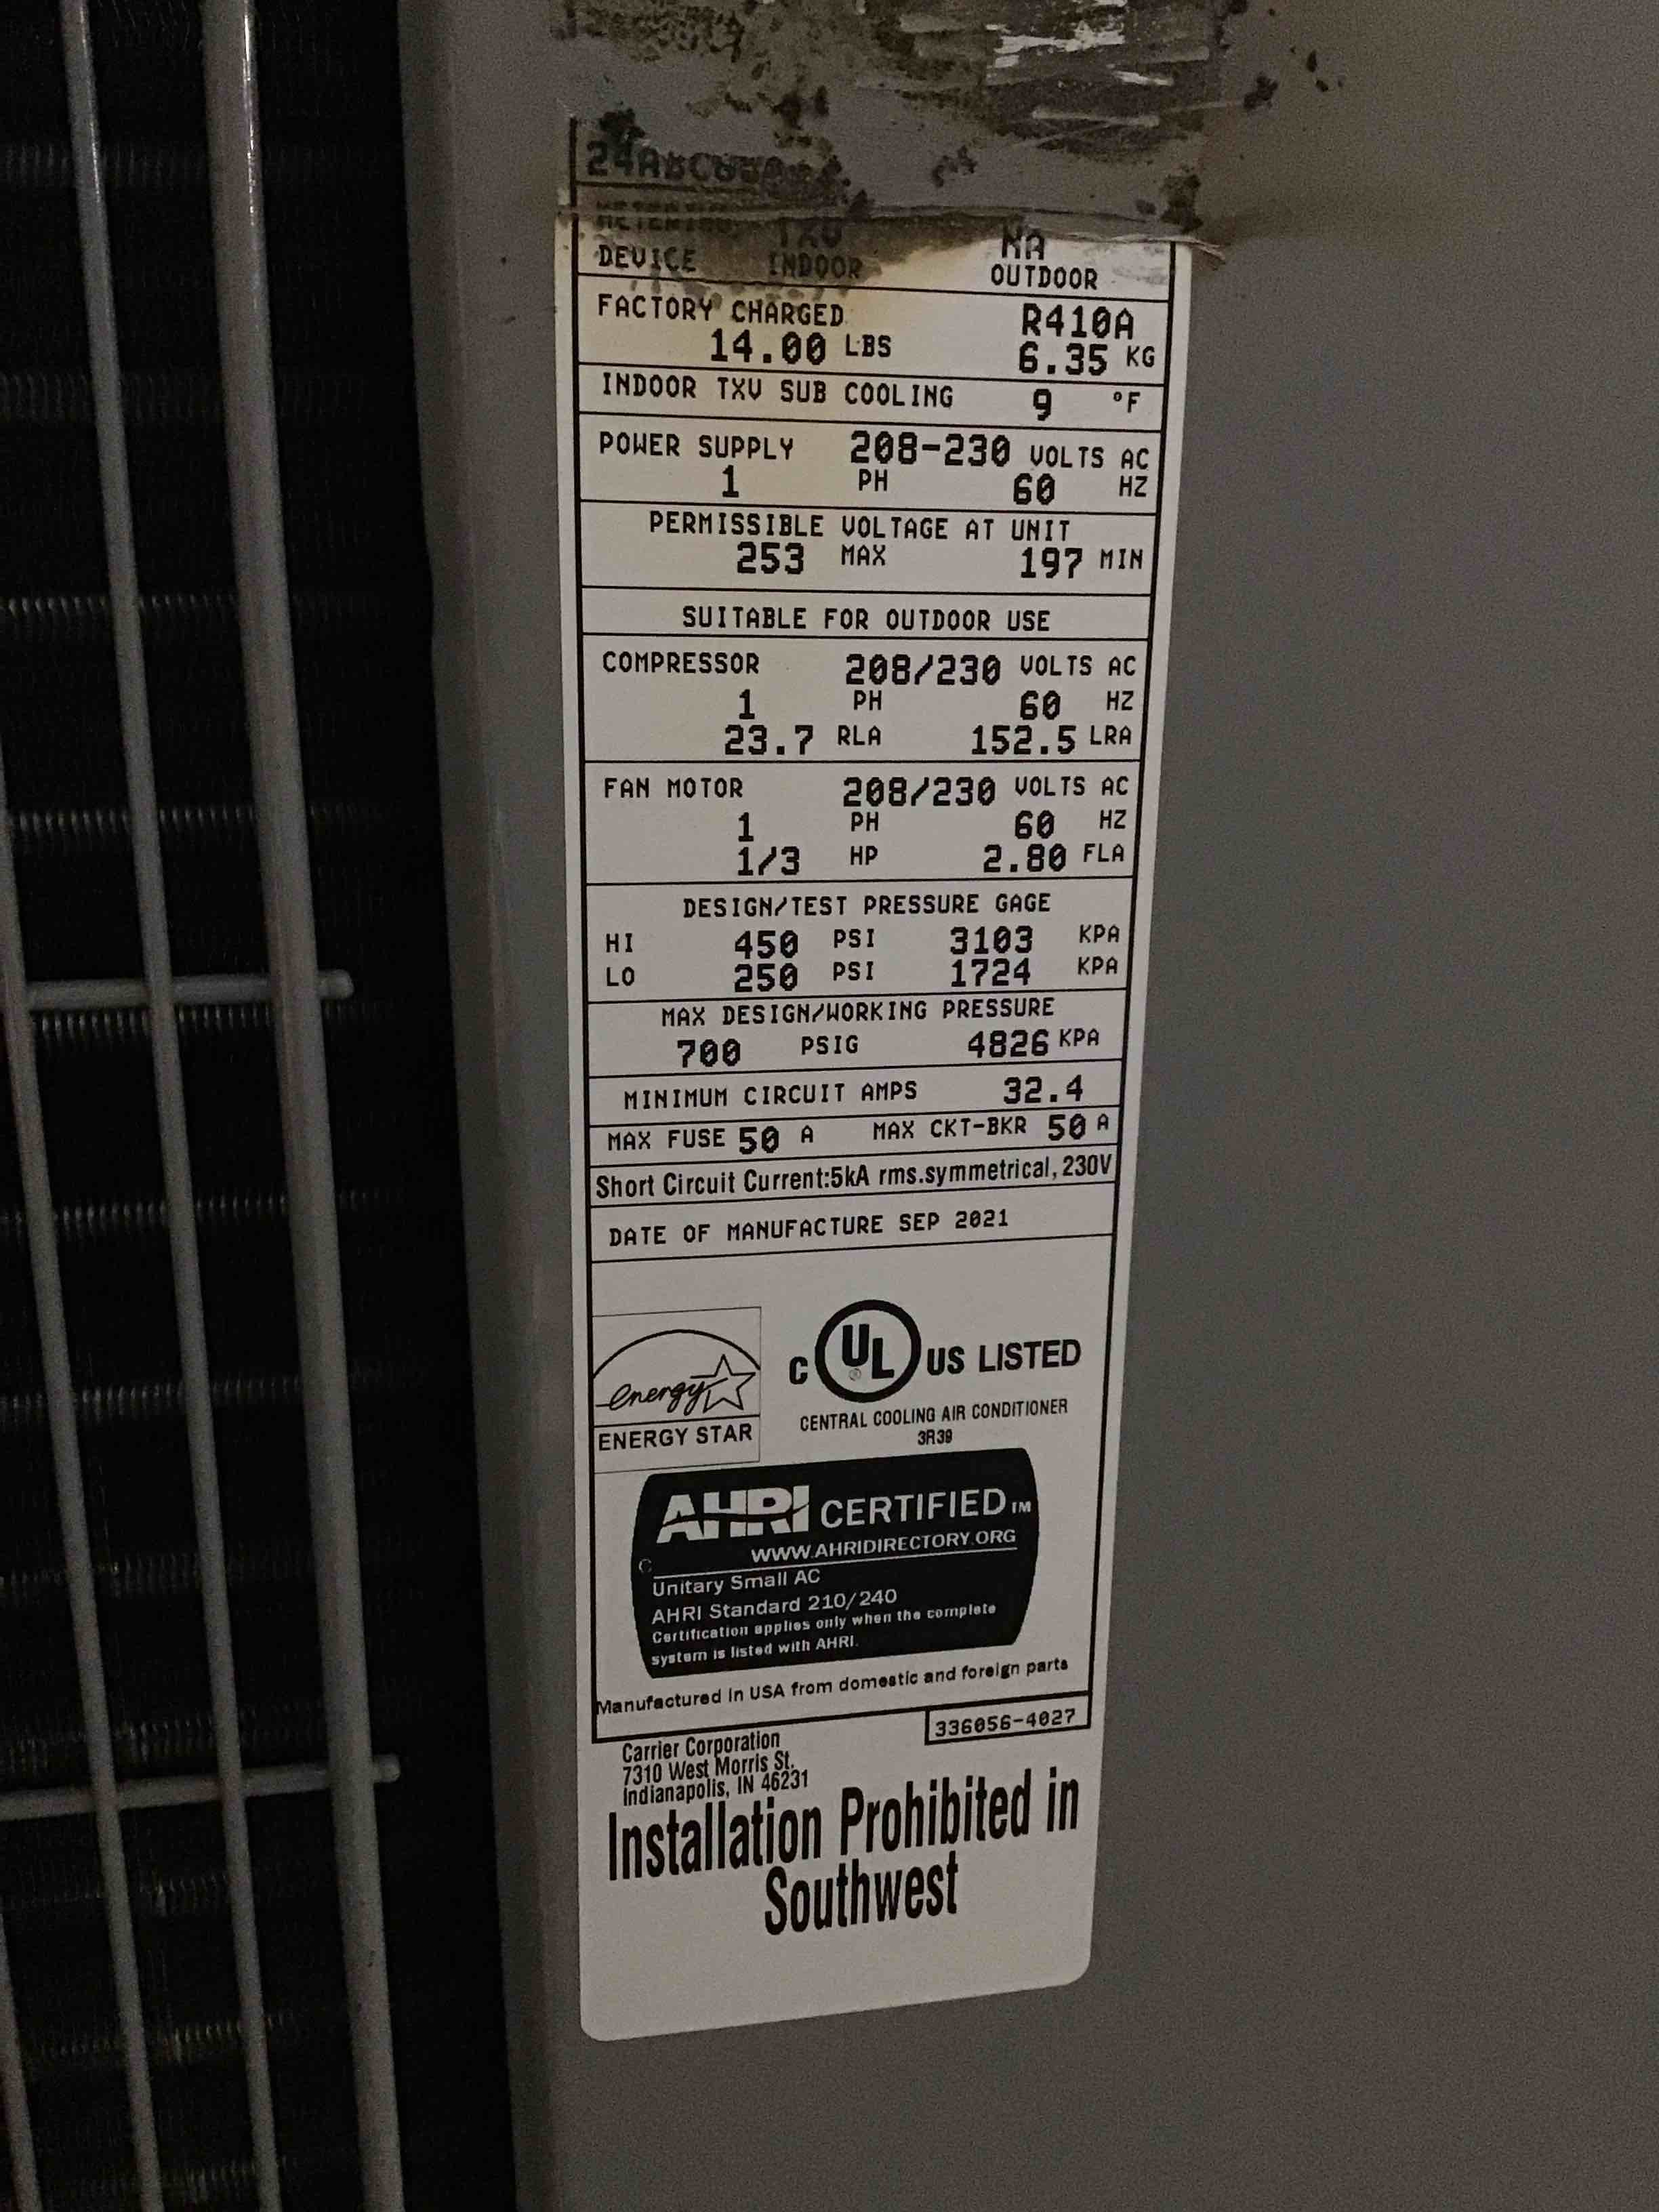 METERING TXV NA
DEVICE INDOOR OUTDOOR
FACTORY CHARGED R410A
14.00 LBS 6.35 KG
INDOOR TXV SUB COOLING 9 °F
POWER SUPPLY 208-230 VOLTS AC
1 PH 60 HZ
PERMISSIBLE VOLTAGE AT UNIT
253 MAX 197 MIN
SUITABLE FOR OUTDOOR USE
COMPRESSOR 208/230 VOLTS AC
1 PH 60 HZ
23.7 RLA 152.5 LRA
FAN MOTOR 208/230 VOLTS AC
1 PH 60 HZ
1/3 HP 2.80 FLA
DESIGN/TEST PRESSURE GAGE
HI 450 PSI 3103 KPA
LO 250 PSI 1724 KPA
MAX DESIGN/WORKING PRESSURE
700 PSIG 4826 KPA
MINIMUM CIRCUIT AMPS 32.4
MAX FUSE 50 A MAX CKT-BKR 50 A
Short Circuit Current:5kA rms.symmetrical, 230V
DATE OF MANUFACTURE SEP 2021
energy
ENERGY STAR
C UL ® US LISTED
CENTRAL COOLING AIR CONDITIONER
3R39
AHRI CERTIFIED TM
WWW.AHRIDIRECTORY.ORG
C
Unitary Small AC
AHRI Standard 210/240
Certification applies only when the complete
system is listed with AHRI.
Manufactured in USA from domestic and foreign parts
336056-4027
Carrier Corporation
7310 West Morris St.
Indianapolis, IN 46231
Installation Prohibited in
Southwest